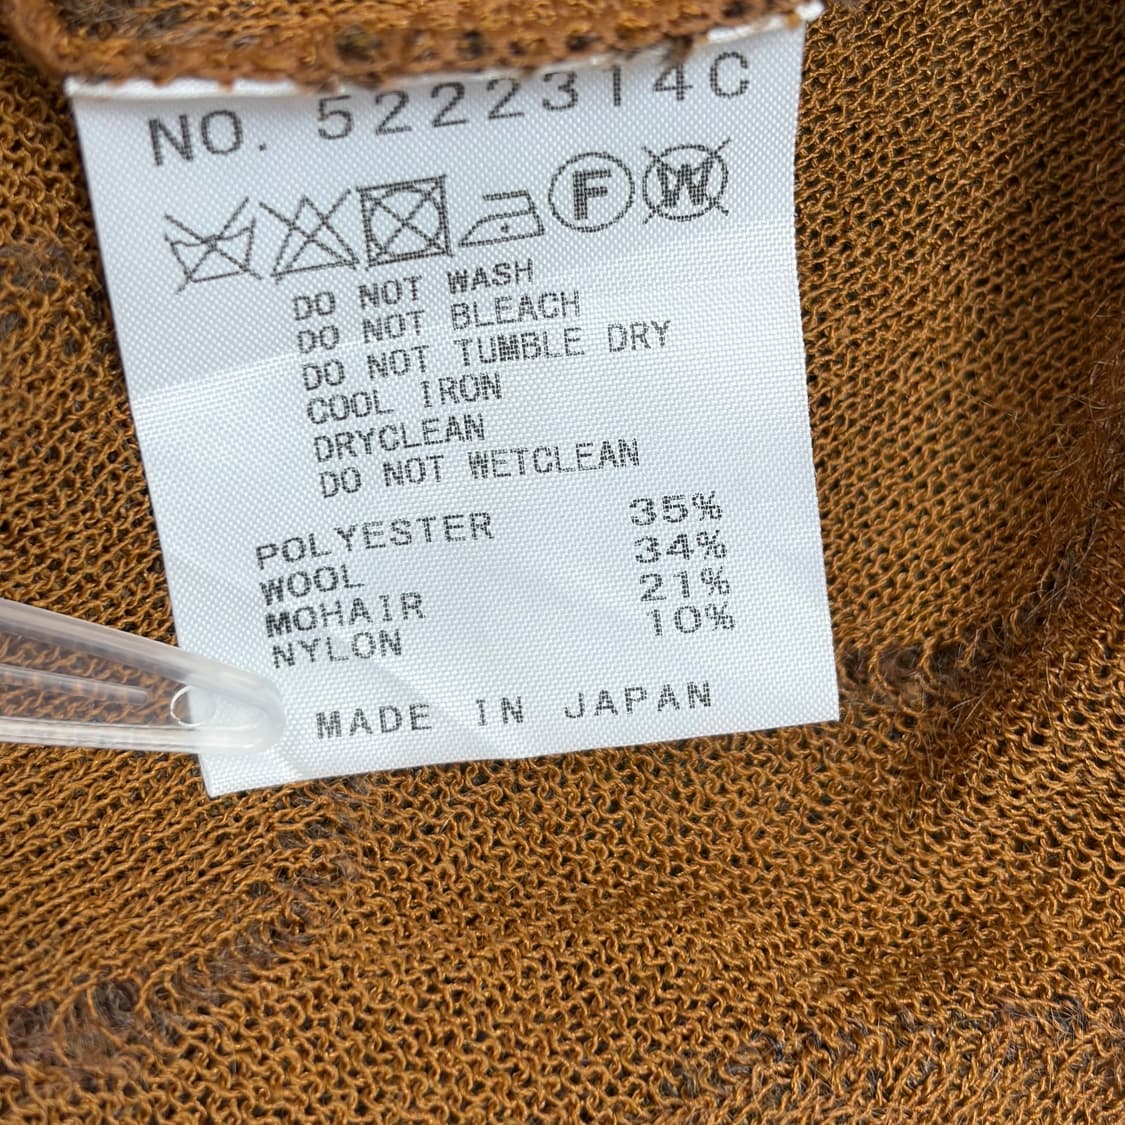 NO. 5222314C
F W
DO NOT WASH
DO NOT BLEACH
DO NOT TUMBLE DRY
COOL IRON
DRYCLEAN
DO NOT WETCLEAN
POLYESTER 35%
WOOL 34%
MOHAIR 21%
NYLON 10%
MADE IN JAPAN